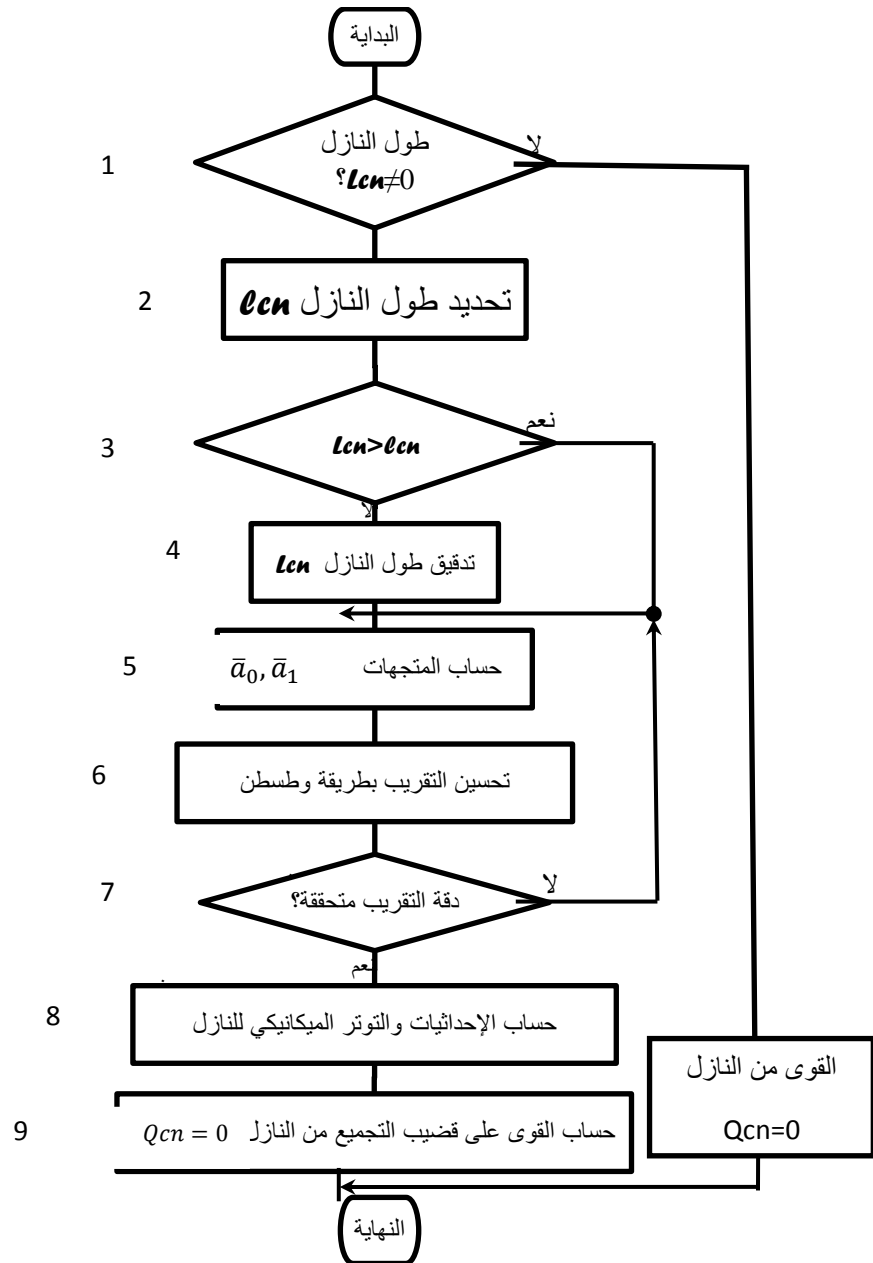 البداية
1
طول النازل
Lcn≠0؟
لا
2
تحديد طول النازل lcn
3
Lcn>lcn
نعم
لا
4
تدقيق طول النازل Lcn
5
حساب المتجهات a̅₀, a̅₁
6
تحسين التقريب بطريقة وطسطن
7
دقة التقريب متحققة؟
لا
نعم
8
حساب الإحداثيات والتوتر الميكانيكي للنازل
القوى من النازل
Qcn=0
9
حساب القوى على قضيب التجميع من النازل Qcn = 0
النهاية